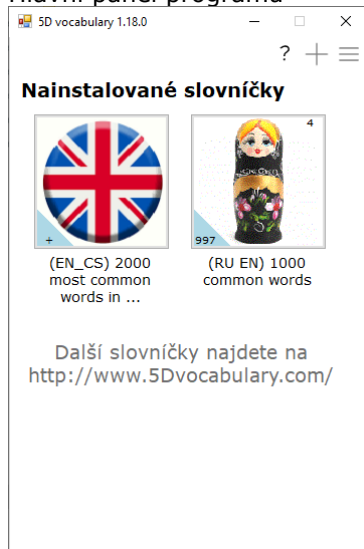 Hlavní panel programu
5D vocabulary 1.18.0
?
Nainstalované slovníčky
4
+
997
(EN_CS) 2000
most common
words in ...
(RU EN) 1000
common words
Další slovníčky najdete na
http://www.5Dvocabulary.com/